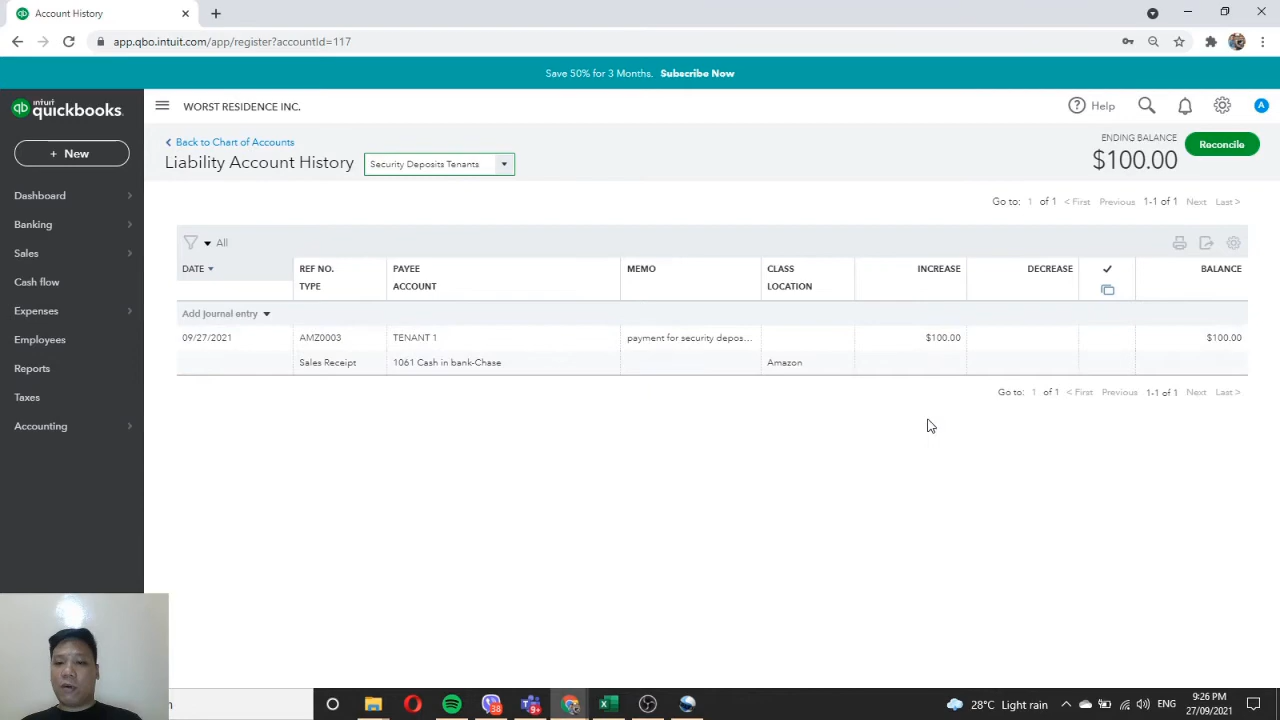 Account History
app.qbo.intuit.com/app/register?accountId=117
Save 50% for 3 Months. Subscribe Now
intuit quickbooks.
WORST RESIDENCE INC.
Help
A
+ New
Back to Chart of Accounts
Liability Account History
Security Deposits Tenants
ENDING BALANCE
$100.00
Reconcile
Dashboard
Banking
Sales
Cash flow
Expenses
Employees
Reports
Taxes
Accounting
Go to: 1 of 1 < First Previous 1-1 of 1 Next Last >
All
DATE REF NO. PAYEE MEMO CLASS INCREASE DECREASE BALANCE
TYPE ACCOUNT LOCATION
Add journal entry
09/27/2021 AMZ0003 TENANT 1 payment for security depos... $100.00 $100.00
Sales Receipt 1061 Cash in bank-Chase Amazon
Go to: 1 of 1 < First Previous 1-1 of 1 Next Last >
38
9+
28°C Light rain
ENG
9:26 PM
27/09/2021